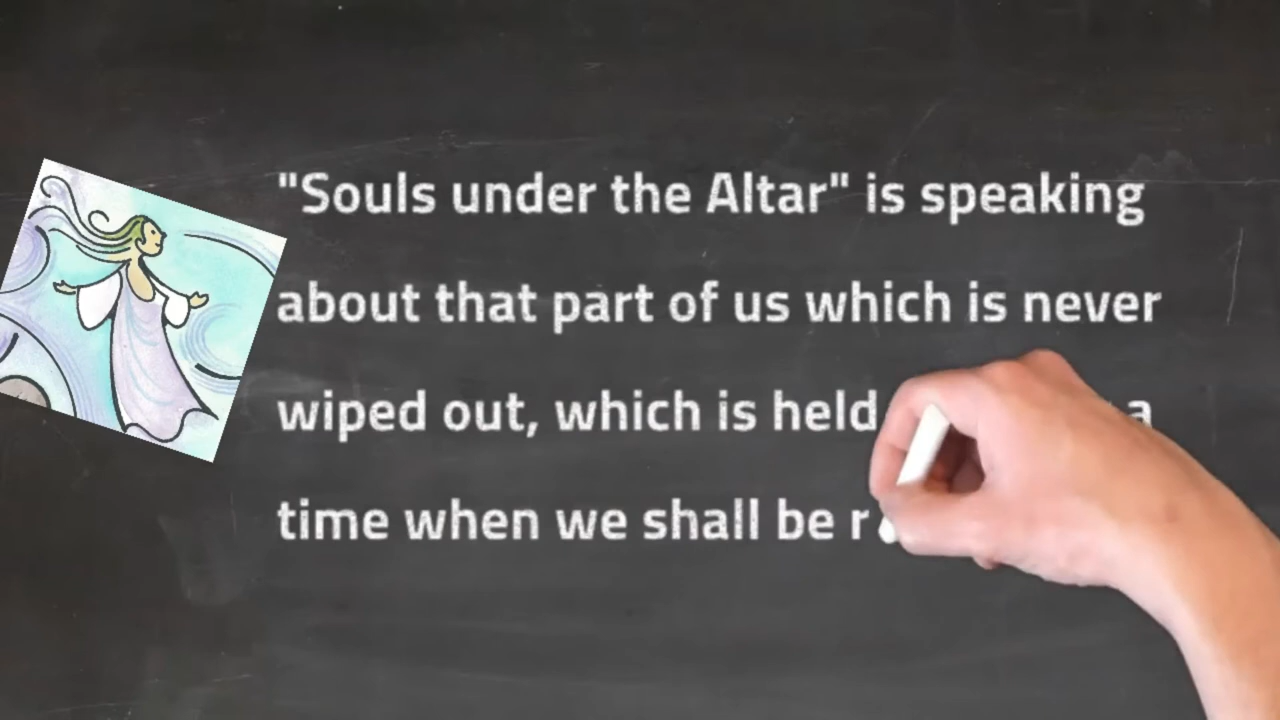 "Souls under the Altar" is speaking
about that part of us which is never
wiped out, which is held a
time when we shall be r